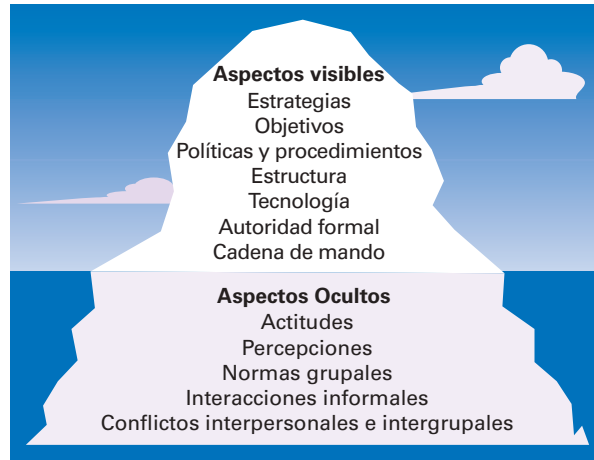 Aspectos visibles
Estrategias
Objetivos
Políticas y procedimientos
Estructura
Tecnología
Autoridad formal
Cadena de mando
Aspectos Ocultos
Actitudes
Percepciones
Normas grupales
Interacciones informales
Conflictos interpersonales e intergrupales